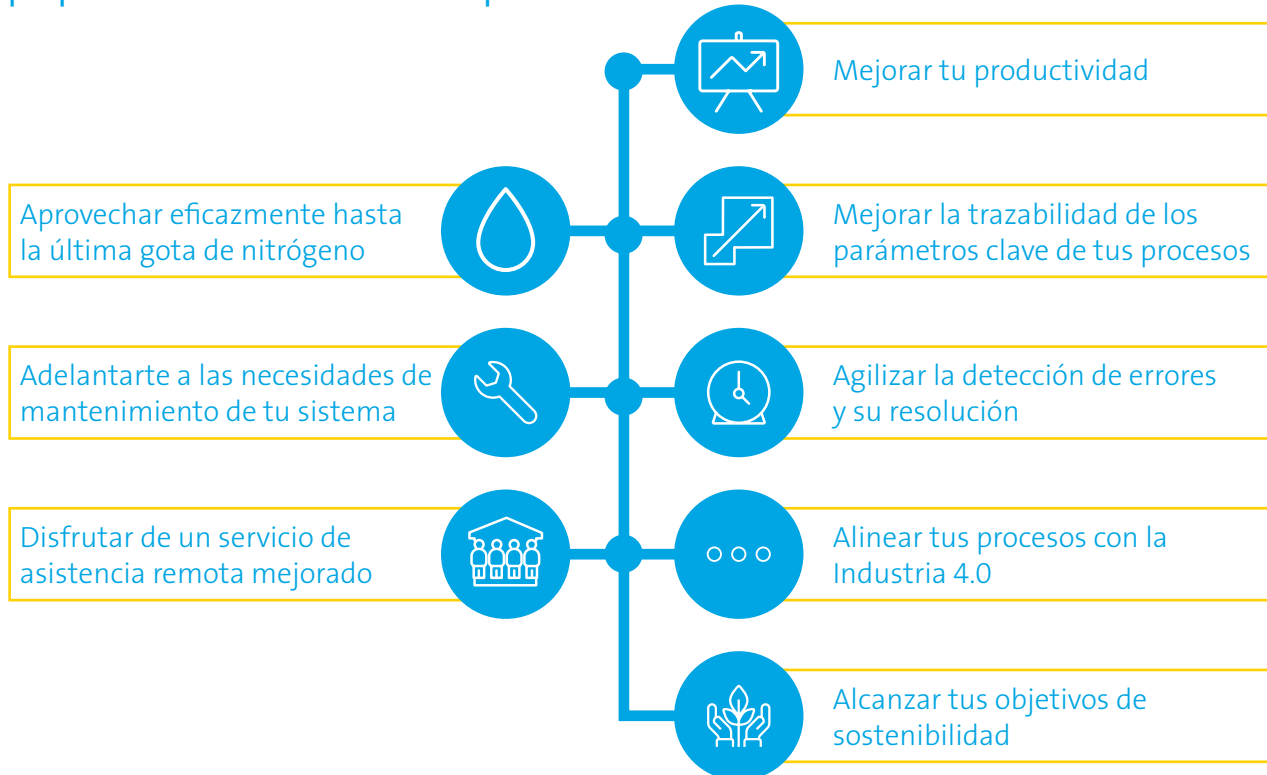 Mejorar tu productividad
Aprovechar eficazmente hasta
la última gota de nitrógeno
Mejorar la trazabilidad de los
parámetros clave de tus procesos
Adelantarte a las necesidades de
mantenimiento de tu sistema
Agilizar la detección de errores
y su resolución
Disfrutar de un servicio de
asistencia remota mejorado
Alinear tus procesos con la
Industria 4.0
Alcanzar tus objetivos de
sostenibilidad